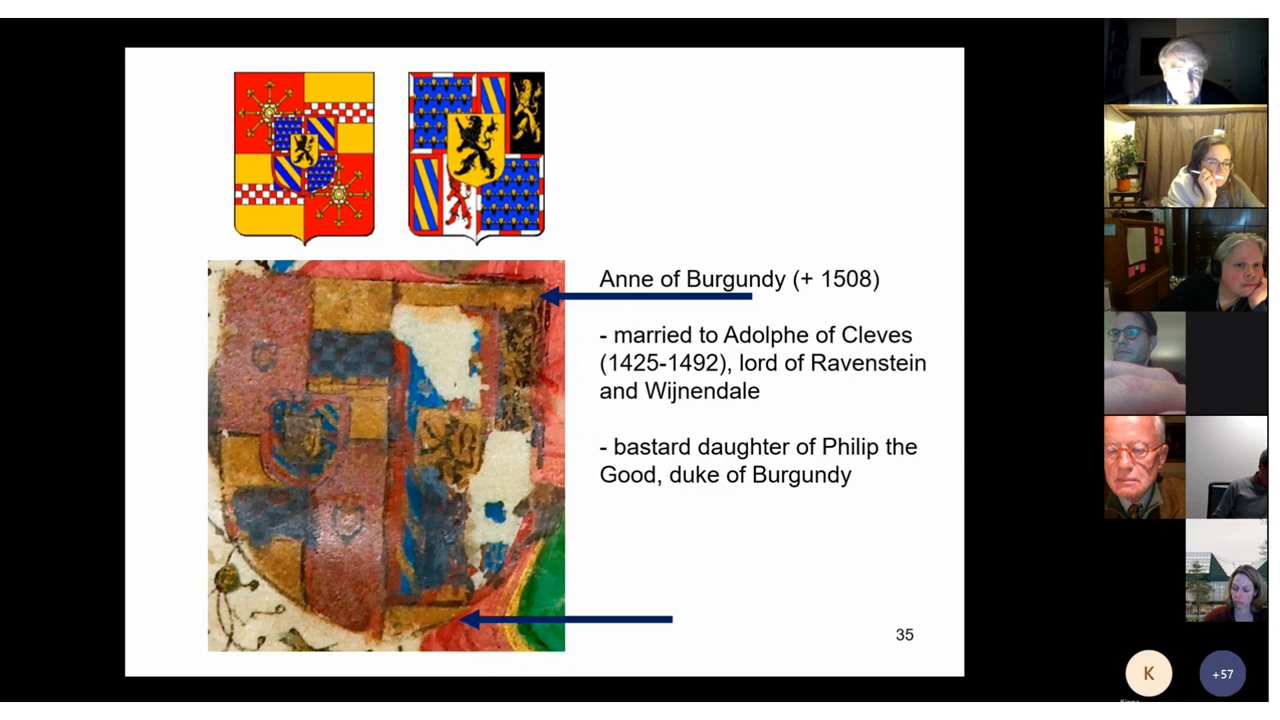 Anne of Burgundy (+ 1508)
- married to Adolphe of Cleves
(1425-1492), lord of Ravenstein
and Wijnendale
- bastard daughter of Philip the
Good, duke of Burgundy
35
K
+57